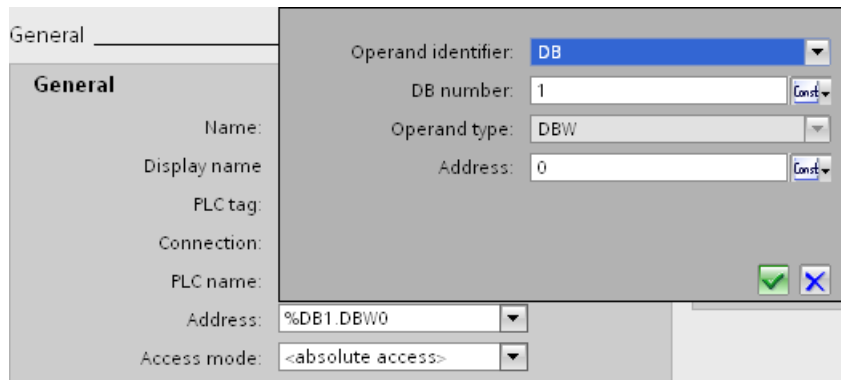 General
General
Name:
Display name
PLC tag:
Connection:
PLC name:
Address: %DB1.DBW0
Access mode: <absolute access>
Operand identifier: DB
DB number: 1 Const
Operand type: DBW
Address: 0 Const